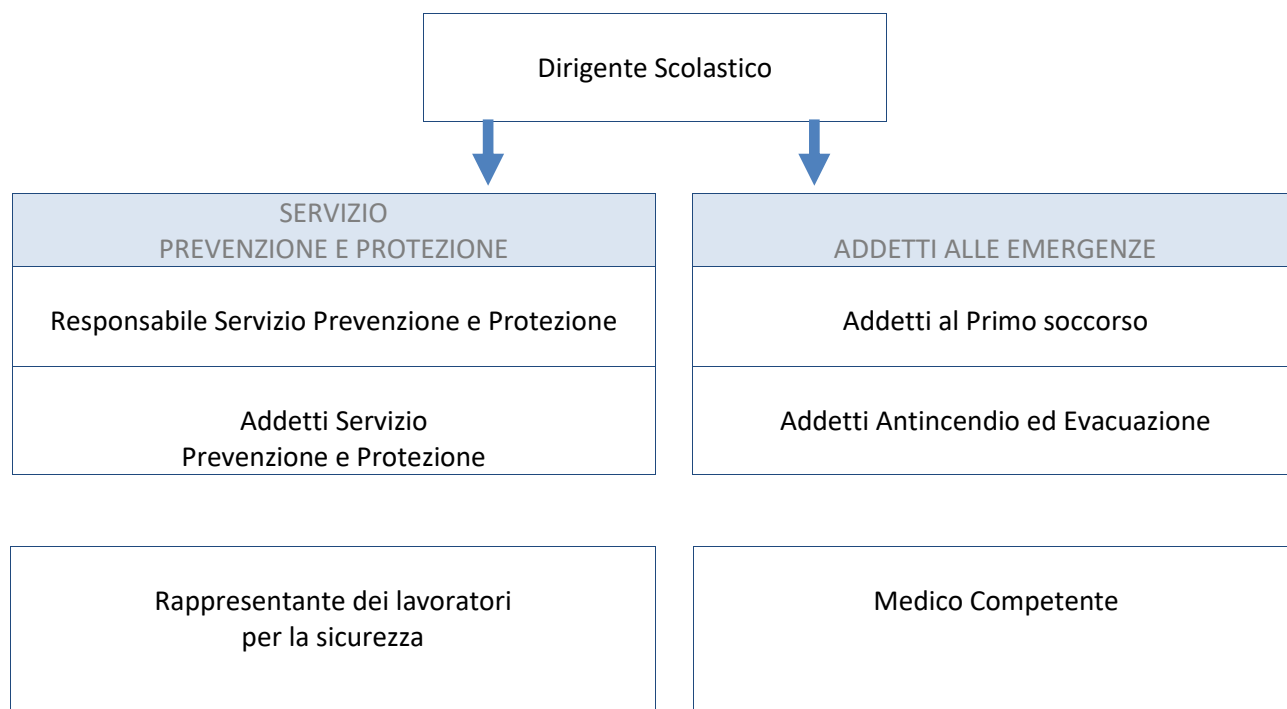 Dirigente Scolastico
SERVIZIO
PREVENZIONE E PROTEZIONE
Responsabile Servizio Prevenzione e Protezione
Addetti Servizio
Prevenzione e Protezione
ADDETTI ALLE EMERGENZE
Addetti al Primo soccorso
Addetti Antincendio ed Evacuazione
Rappresentante dei lavoratori
per la sicurezza
Medico Competente